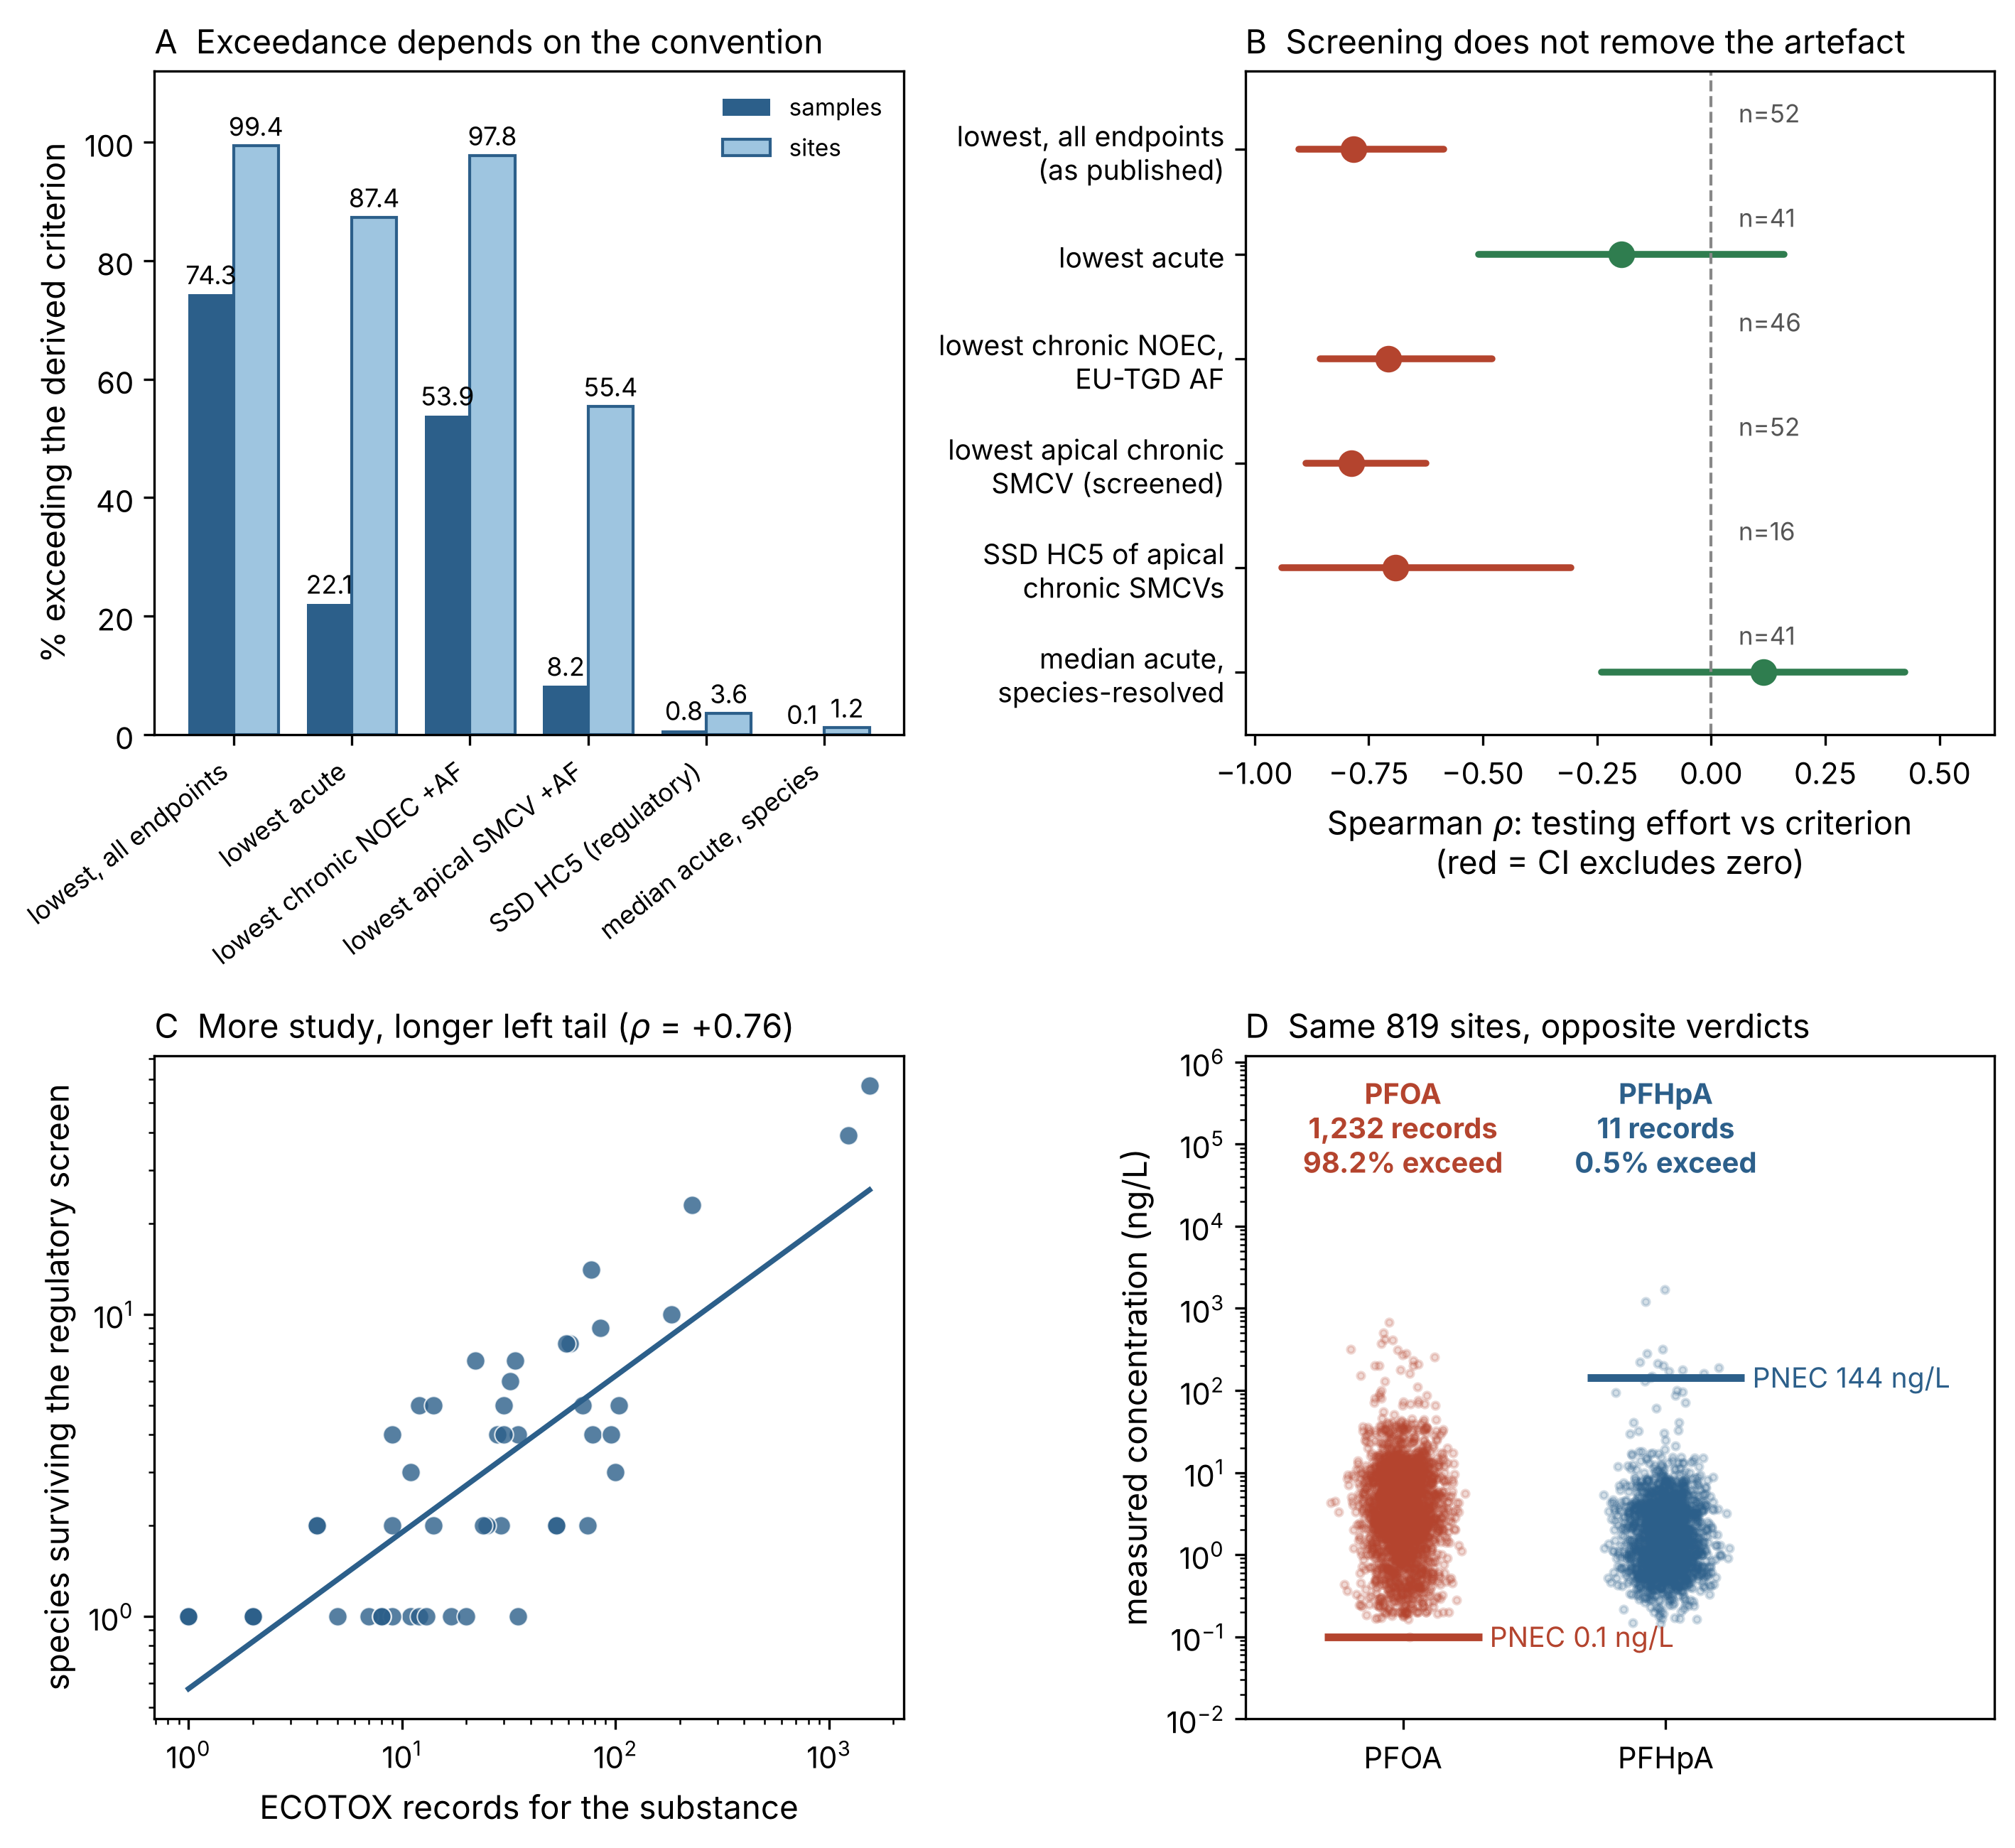 A Exceedance depends on the convention
% exceeding the derived criterion
100
80
60
40
20
0
samples
sites
99.4
74.3
87.4
22.1
97.8
53.9
55.4
8.2
0.8
3.6
0.1
1.2
lowest, all endpoints
lowest acute
lowest chronic NOEC +AF
lowest apical SMCV +AF
SSD HC5 (regulatory)
median acute, species
B Screening does not remove the artefact
lowest, all endpoints
(as published)
n=52
lowest acute
n=41
lowest chronic NOEC,
EU-TGD AF
n=46
lowest apical chronic
SMCV (screened)
n=52
SSD HC5 of apical
chronic SMCVs
n=16
median acute,
species-resolved
n=41
−1.00 −0.75 −0.50 −0.25 0.00 0.25 0.50
Spearman ρ: testing effort vs criterion
(red = CI excludes zero)
C More study, longer left tail (ρ = +0.76)
species surviving the regulatory screen
10¹
10⁰
10⁰ 10¹ 10² 10³
ECOTOX records for the substance
D Same 819 sites, opposite verdicts
measured concentration (ng/L)
10⁶
10⁵
10⁴
10³
10²
10¹
10⁰
10⁻¹
10⁻²
PFOA
1,232 records
98.2% exceed
PFHpA
11 records
0.5% exceed
PNEC 144 ng/L
PNEC 0.1 ng/L
PFOA PFHpA